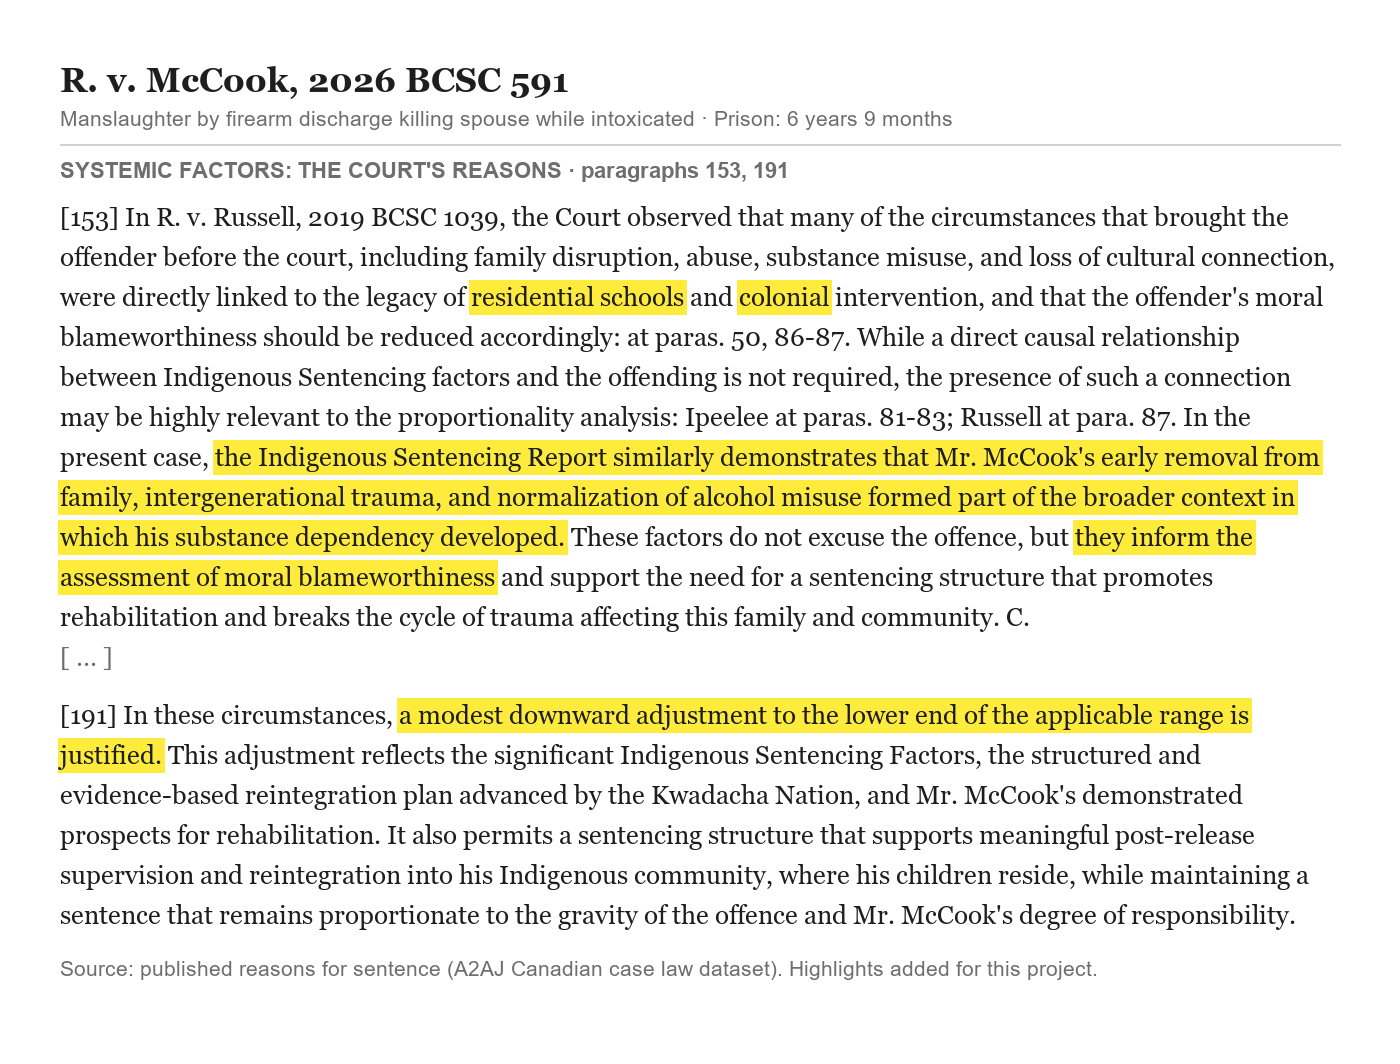 R. v. McCook, 2026 BCSC 591
Manslaughter by firearm discharge killing spouse while intoxicated · Prison: 6 years 9 months
SYSTEMIC FACTORS: THE COURT'S REASONS · paragraphs 153, 191
[153] In R. v. Russell, 2019 BCSC 1039, the Court observed that many of the circumstances that brought the
offender before the court, including family disruption, abuse, substance misuse, and loss of cultural connection,
were directly linked to the legacy of residential schools and colonial intervention, and that the offender's moral
blameworthiness should be reduced accordingly: at paras. 50, 86-87. While a direct causal relationship
between Indigenous Sentencing factors and the offending is not required, the presence of such a connection
may be highly relevant to the proportionality analysis: Ipeelee at paras. 81-83; Russell at para. 87. In the
present case, the Indigenous Sentencing Report similarly demonstrates that Mr. McCook's early removal from
family, intergenerational trauma, and normalization of alcohol misuse formed part of the broader context in
which his substance dependency developed. These factors do not excuse the offence, but they inform the
assessment of moral blameworthiness and support the need for a sentencing structure that promotes
rehabilitation and breaks the cycle of trauma affecting this family and community. C.
[ ... ]
[191] In these circumstances, a modest downward adjustment to the lower end of the applicable range is
justified. This adjustment reflects the significant Indigenous Sentencing Factors, the structured and
evidence-based reintegration plan advanced by the Kwadacha Nation, and Mr. McCook's demonstrated
prospects for rehabilitation. It also permits a sentencing structure that supports meaningful post-release
supervision and reintegration into his Indigenous community, where his children reside, while maintaining a
sentence that remains proportionate to the gravity of the offence and Mr. McCook's degree of responsibility.
Source: published reasons for sentence (A2AJ Canadian case law dataset). Highlights added for this project.